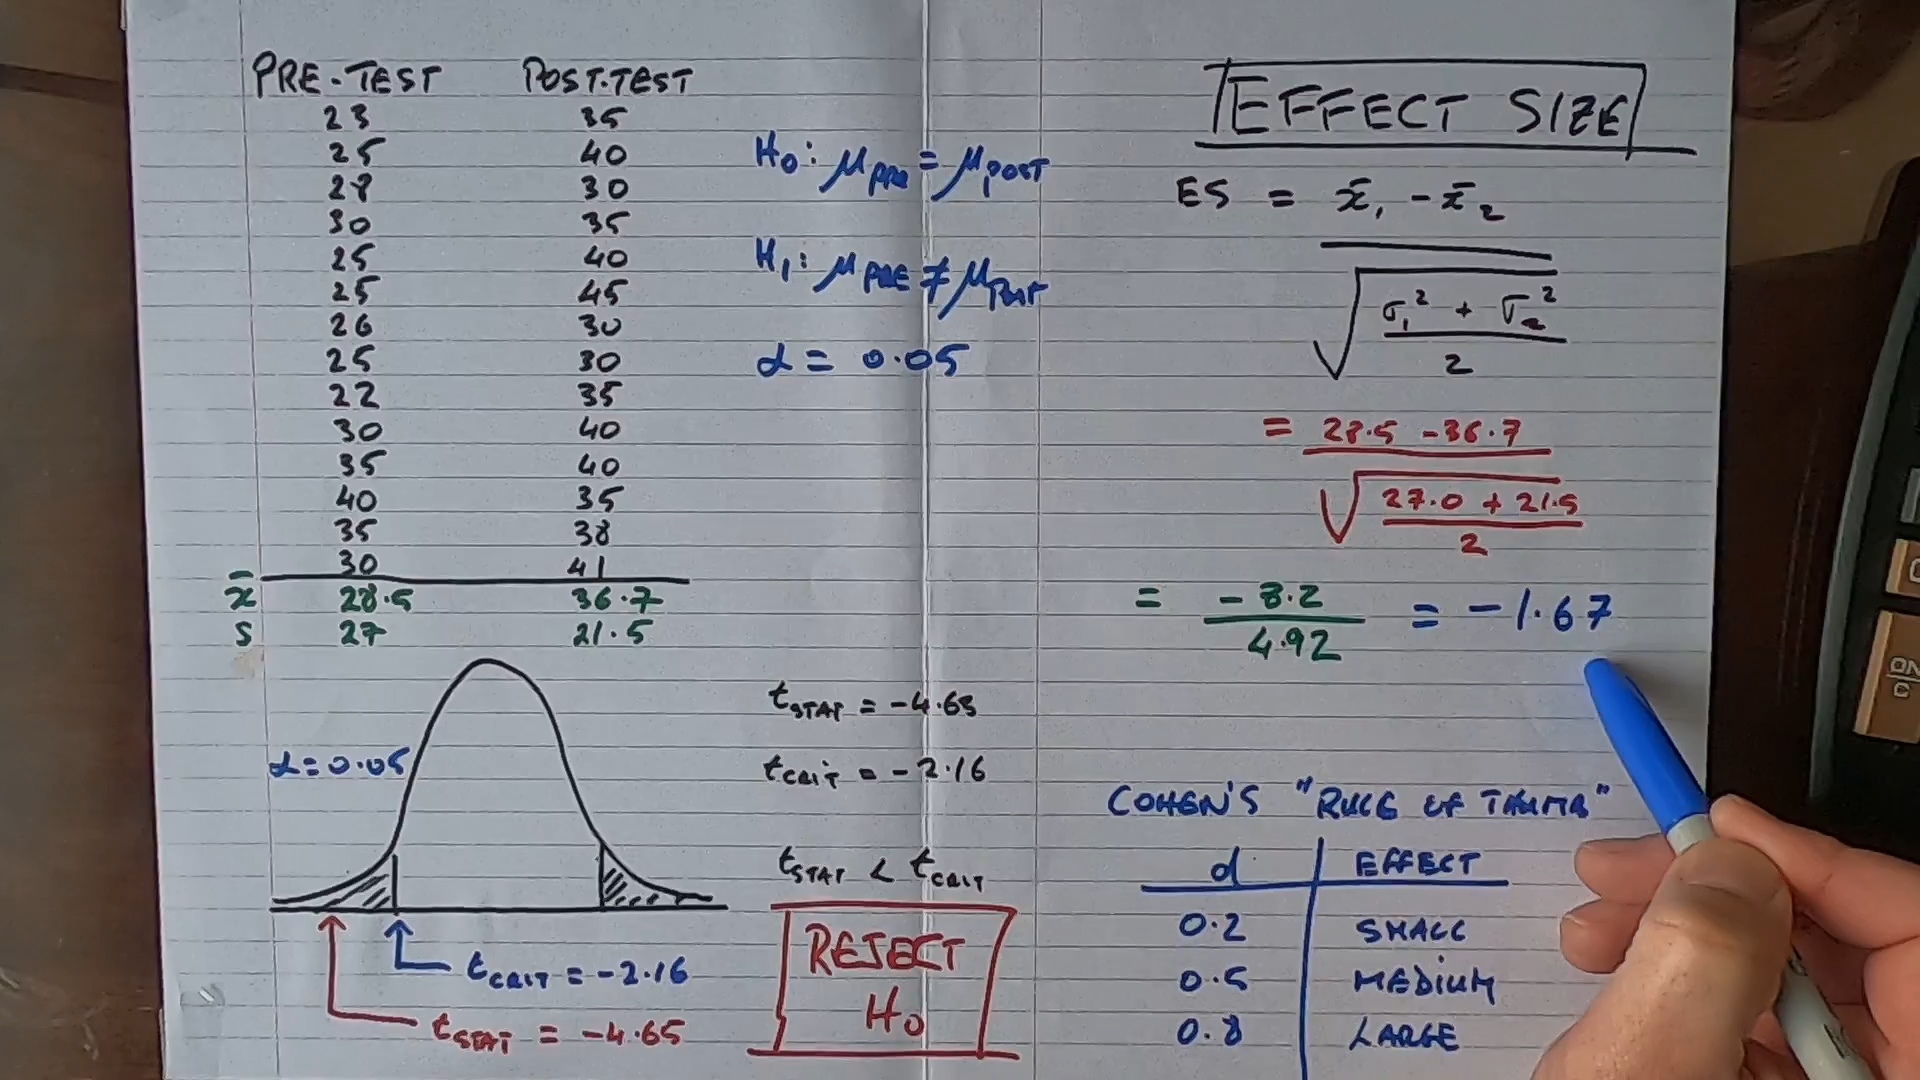 PRE-TEST POST-TEST
23 35
25 40
28 30
30 35
25 40
25 45
26 30
25 30
22 35
30 40
35 40
40 35
35 38
30 41
x̄ 28.5 36.7
S 27 21.5
H₀: μPRE = μPOST
H₁: μPRE ≠ μPOST
α = 0.05
α = 0.05
tCRIT = -2.16
tSTAT = -4.65
tSTAT = -4.65
tCRIT = -2.16
tSTAT < tCRIT
REJECT
H₀
EFFECT SIZE
ES = x̄₁ - x̄₂
√ σ₁² + σ₂²
2
= 28.5 - 36.7
√ 27.0 + 21.5
2
= -8.2 = -1.67
4.92
COHEN'S "RULE OF THUMB"
d EFFECT
0.2 SMALL
0.5 MEDIUM
0.8 LARGE
ON
C